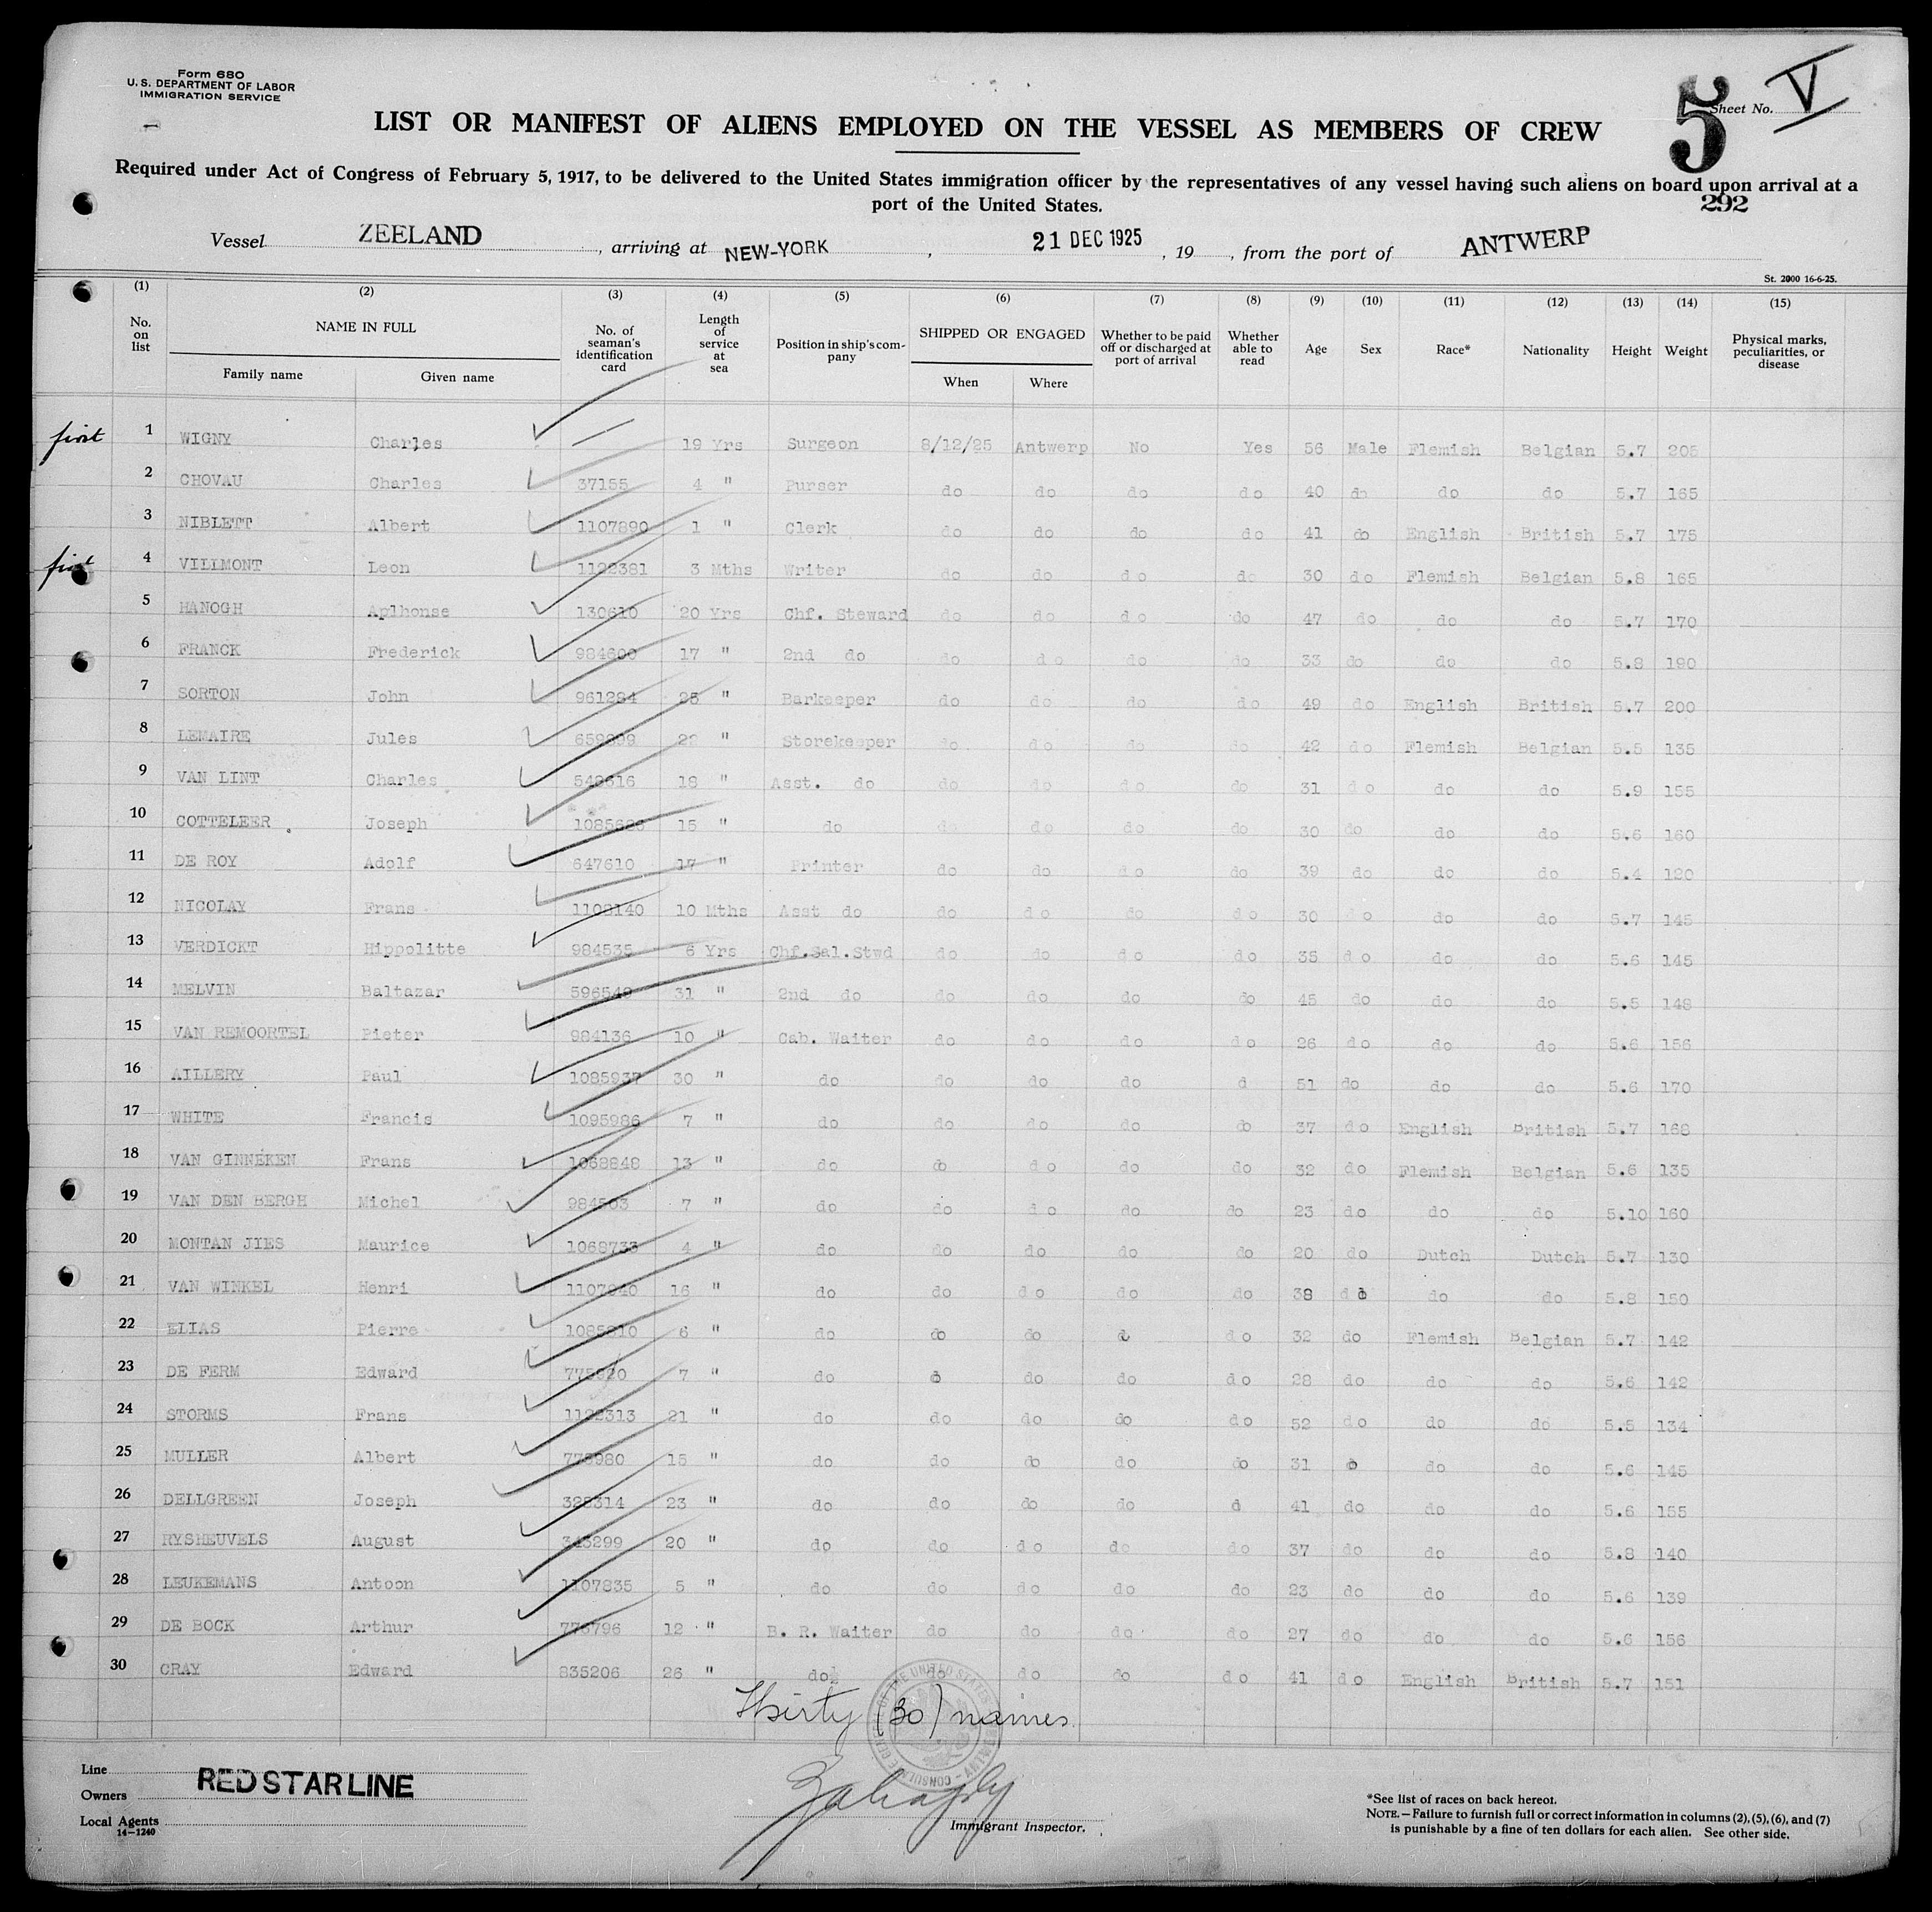 Form 680
U. S. DEPARTMENT OF LABOR
IMMIGRATION SERVICE
5
Sheet No. V
LIST OR MANIFEST OF ALIENS EMPLOYED ON THE VESSEL AS MEMBERS OF CREW
Required under Act of Congress of February 5, 1917, to be delivered to the United States immigration officer by the representatives of any vessel having such aliens on board upon arrival at a
port of the United States.
292
Vessel ZEELAND, arriving at NEW-YORK, 21 DEC 1925, 19, from the port of ANTWERP
St. 2000 16-6-25.
(1) (2) (3) (4) (5) (6) (7) (8) (9) (10) (11) (12) (13) (14) (15)
No. on list NAME IN FULL Family name Given name No. of seaman's identification card Length of service at sea Position in ship's company SHIPPED OR ENGAGED When Where Whether to be paid off or discharged at port of arrival Whether able to read Age Sex Race* Nationality Height Weight Physical marks, peculiarities, or disease
first 1 WIGNY Charles — 19 Yrs Surgeon 8/12/25 Antwerp No Yes 56 Male Flemish Belgian 5.7 205
2 CHOVAU Charles 37155 4 " Purser do do do do 40 do do do 5.7 165
3 NIBLETT Albert 1107890 1 " Clerk do do do do 41 do English British 5.7 175
first 4 VILLMONT Leon 1122381 3 Mths Writer do do do do 30 do Flemish Belgian 5.8 165
5 HANOGH Aplhonse 130610 20 Yrs Chf. Steward do do do do 47 do do do 5.7 170
6 FRANCK Frederick 984600 17 " 2nd do do do do do 33 do do do 5.8 190
7 SORTON John 961284 25 " Barkeeper do do do do 49 do English British 5.7 200
8 LEMAIRE Jules 659899 22 " Storekeeper do do do do 42 do Flemish Belgian 5.5 135
9 VAN LINT Charles 548616 18 " Asst. do do do do do 31 do do do 5.9 155
10 COTTELEER Joseph 1085686 15 " do do do do do 30 do do do 5.6 160
11 DE ROY Adolf 647610 17 " Printer do do do do 39 do do do 5.4 120
12 NICOLAY Frans 1108140 10 Mths Asst do do do do do 30 do do do 5.7 145
13 VERDICKT Hippolitte 984535 6 Yrs Chf.Sal.Stwd do do do do 35 do do do 5.6 145
14 MELVIN Baltazar 596549 31 " 2nd do do do do do 45 do do do 5.5 148
15 VAN REMOORTEL Pieter 984136 10 " Cab. Waiter do do do do 26 do do do 5.6 156
16 AILLERY Paul 1085937 30 " do do do do d 51 do do do 5.6 170
17 WHITE Francis 1095986 7 " do do do do do 37 do English British 5.7 168
18 VAN GINNEKEN Frans 1068848 13 " do do do do do 32 do Flemish Belgian 5.6 135
19 VAN DEN BERGH Michel 984503 7 " do do do do do 23 do do do 5.10 160
20 MONTAN JIES Maurice 1068733 4 " do do do do do 20 do Dutch Dutch 5.7 130
21 VAN WINKEL Henri 1107840 16 " do do do do do 38 do do do 5.8 150
22 ELIAS Pierre 1085810 6 " do do do do do 32 do Flemish Belgian 5.7 142
23 DE FERM Edward 775920 7 " do do do do do 28 do do do 5.6 142
24 STORMS Frans 1122313 21 " do do do do do 52 do do do 5.5 134
25 MULLER Albert 775980 15 " do do do do do 31 do do do 5.6 145
26 DELLGREEN Joseph 328314 23 " do do do do d 41 do do do 5.6 155
27 RYSHEUVELS August 345299 20 " do do do do do 37 do do do 5.8 140
28 LEUKEMANS Antoon 1107835 5 " do do do do do 23 do do do 5.6 139
29 DE BOCK Arthur 775796 12 " B. R. Waiter do do do do 27 do do do 5.6 156
30 CRAY Edward 835206 26 " do do do do do 41 do English British 5.7 151
Thirty (30) names
Line
Owners RED STAR LINE
Local Agents
14—1240
Immigrant Inspector.
*See list of races on back hereof.
NOTE.—Failure to furnish full or correct information in columns (2), (5), (6), and (7)
is punishable by a fine of ten dollars for each alien. See other side.